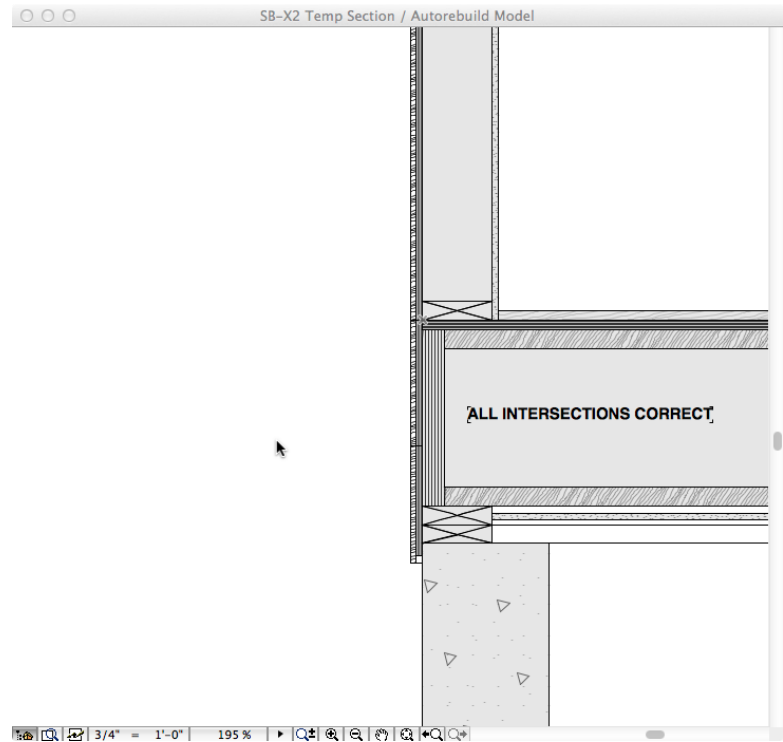 SB-X2 Temp Section / Autorebuild Model
ALL INTERSECTIONS CORRECT
3/4" = 1'-0" 195 %